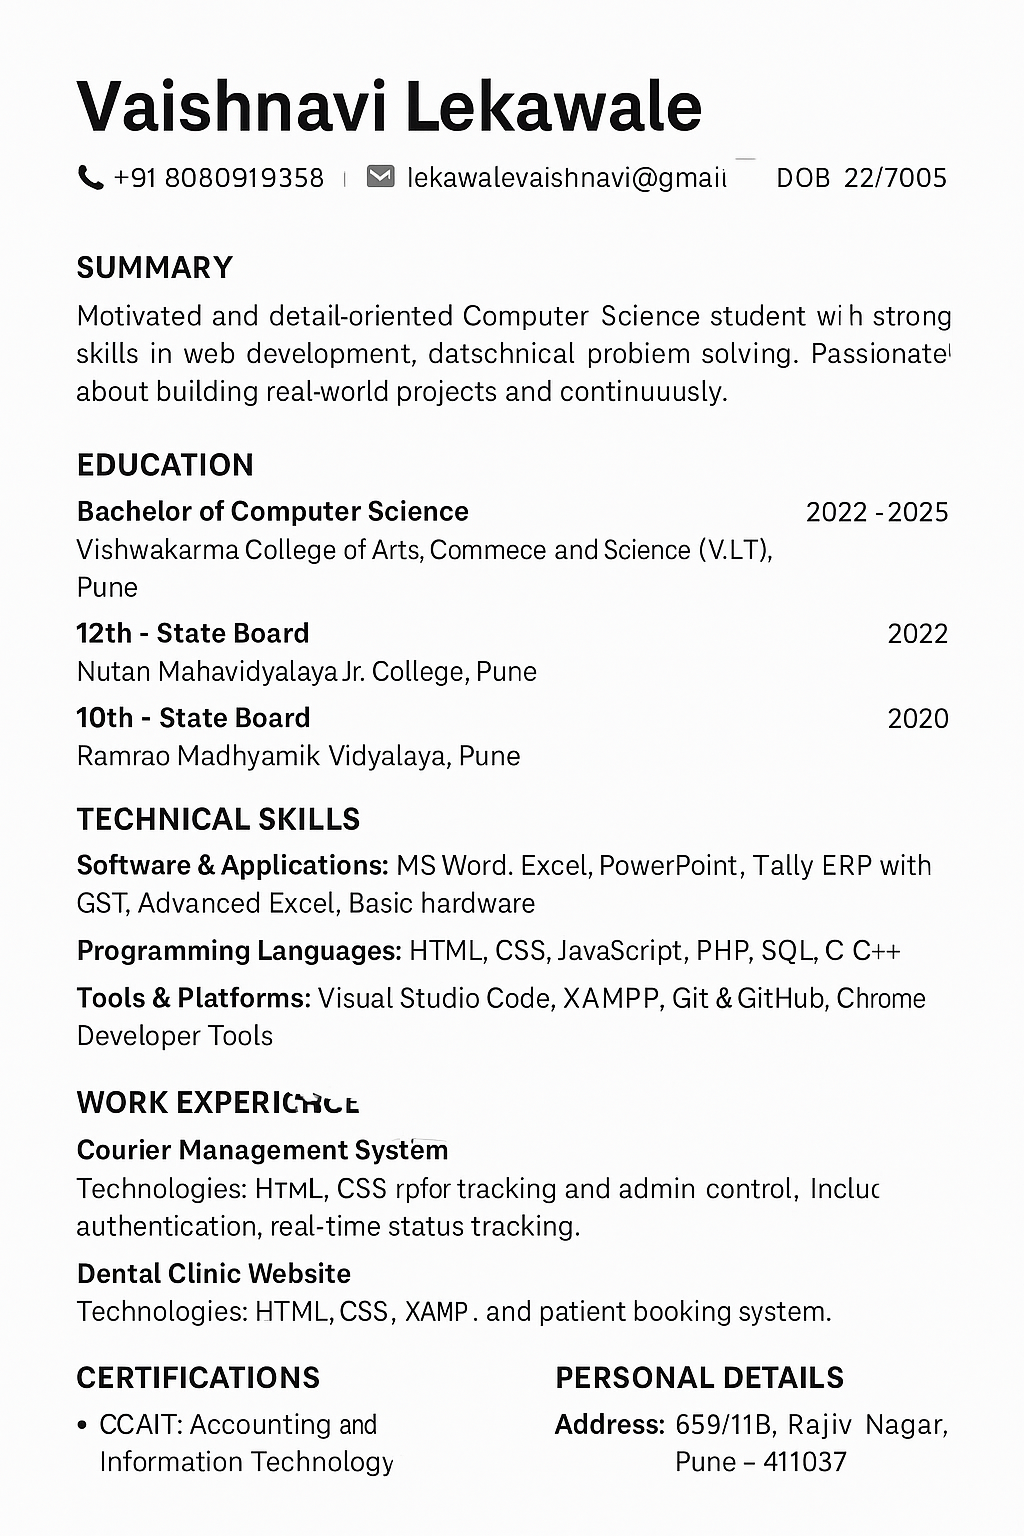 Vaishnavi Lekawale
+91 8080919358 | lekawalevaishnavi@gmail DOB 22/7005
SUMMARY
Motivated and detail-oriented Computer Science student wi h strong
skills in web development, datschnical probiem solving. Passionate
about building real-world projects and continuuusly.
EDUCATION
Bachelor of Computer Science 2022 -2025
Vishwakarma College of Arts, Commece and Science (V.LT),
Pune
12th - State Board 2022
Nutan Mahavidyalaya Jr. College, Pune
10th - State Board 2020
Ramrao Madhyamik Vidyalaya, Pune
TECHNICAL SKILLS
Software & Applications: MS Word. Excel, PowerPoint, Tally ERP with
GST, Advanced Excel, Basic hardware
Programming Languages: HTML, CSS, JavaScript, PHP, SQL, C C++
Tools & Platforms: Visual Studio Code, XAMPP, Git & GitHub, Chrome
Developer Tools
WORK
Courier Management System
Technologies: HTML, CSS rpfor tracking and admin control,
authentication, real-time status tracking.
Dental Clinic Website
Technologies: HTML, CSS, XAMP . and patient booking system.
CERTIFICATIONS
• CCAIT: Accounting and
Information Technology
PERSONAL DETAILS
Address: 659/11B, Rajiv Nagar,
Pune – 411037